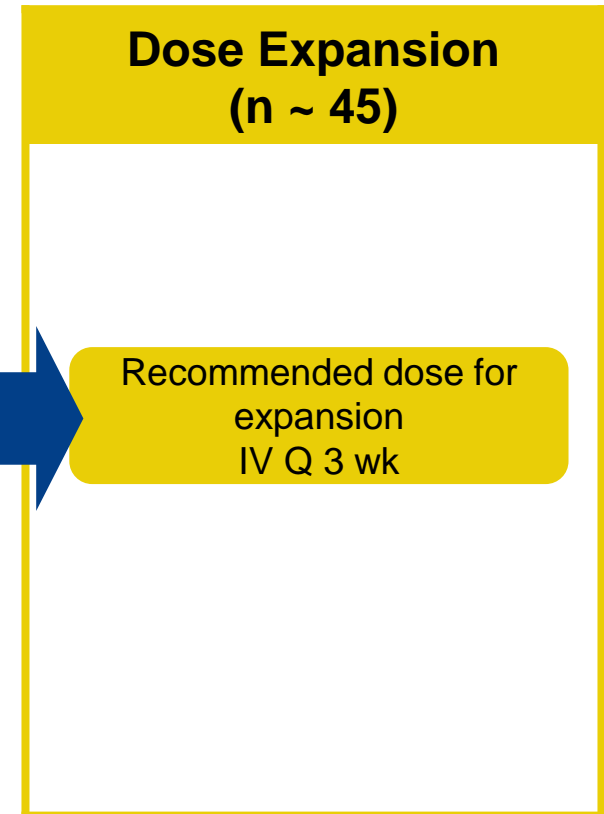 Dose Expansion
(n ~ 45)
Recommended dose for
expansion
IV Q 3 wk